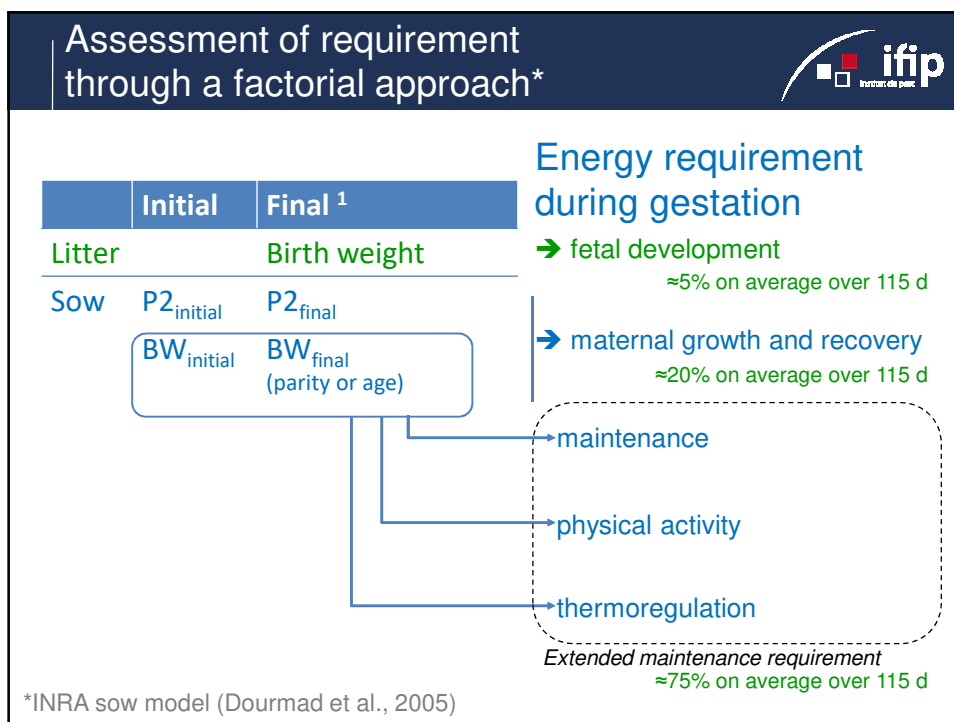 Assessment of requirement
through a factorial approach*
ifip
Institut du porc
Energy requirement
during gestation
Initial Final 1
Litter Birth weight
Sow P2initial P2final
BWinitial BWfinal
(parity or age)
➔ fetal development
≈5% on average over 115 d
➔ maternal growth and recovery
≈20% on average over 115 d
maintenance
physical activity
thermoregulation
Extended maintenance requirement
≈75% on average over 115 d
*INRA sow model (Dourmad et al., 2005)